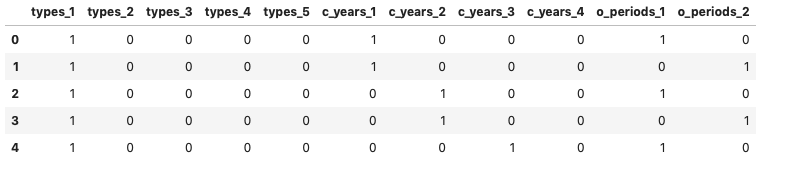 types_1 types_2 types_3 types_4 types_5 c_years_1 c_years_2 c_years_3 c_years_4 o_periods_1 o_periods_2
0 1 0 0 0 0 1 0 0 0 1 0
1 1 0 0 0 0 1 0 0 0 0 1
2 1 0 0 0 0 0 1 0 0 1 0
3 1 0 0 0 0 0 1 0 0 0 1
4 1 0 0 0 0 0 0 1 0 1 0